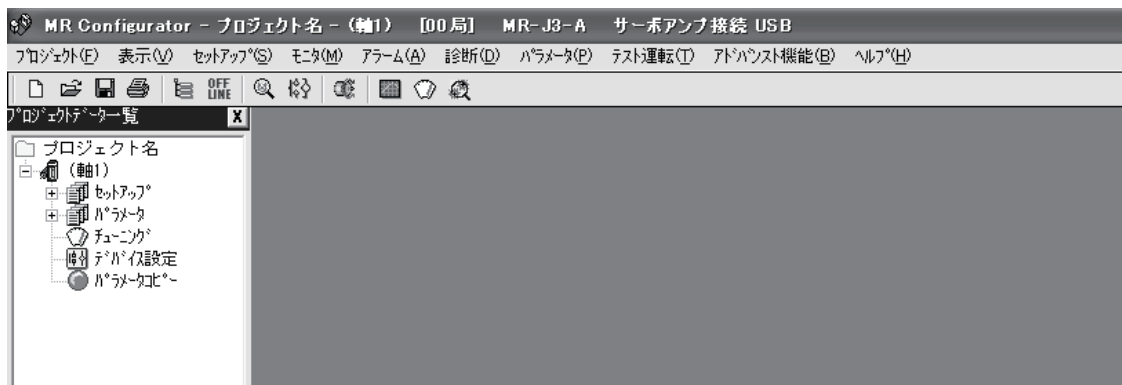 MR Configurator - プロジェクト名 - (軸1) [00局] MR-J3-A サーボアンプ接続 USB
ﾌﾟﾛｼﾞｪｸﾄ(F) 表示(V) ｾｯﾄｱｯﾌﾟ(S) ﾓﾆﾀ(M) ｱﾗｰﾑ(A) 診断(D) ﾊﾟﾗﾒｰﾀ(P) ﾃｽﾄ運転(T) ｱﾄﾞﾊﾞﾝｽﾄ機能(B) ﾍﾙﾌﾟ(H)
OFF
LINE
ﾌﾟﾛｼﾞｪｸﾄﾃﾞｰﾀ一覧
プロジェクト名
(軸1)
ｾｯﾄｱｯﾌﾟ
ﾊﾟﾗﾒｰﾀ
ﾁｭｰﾆﾝｸﾞ
ﾃﾞﾊﾞｲｽ設定
ﾊﾟﾗﾒｰﾀｺﾋﾟｰ